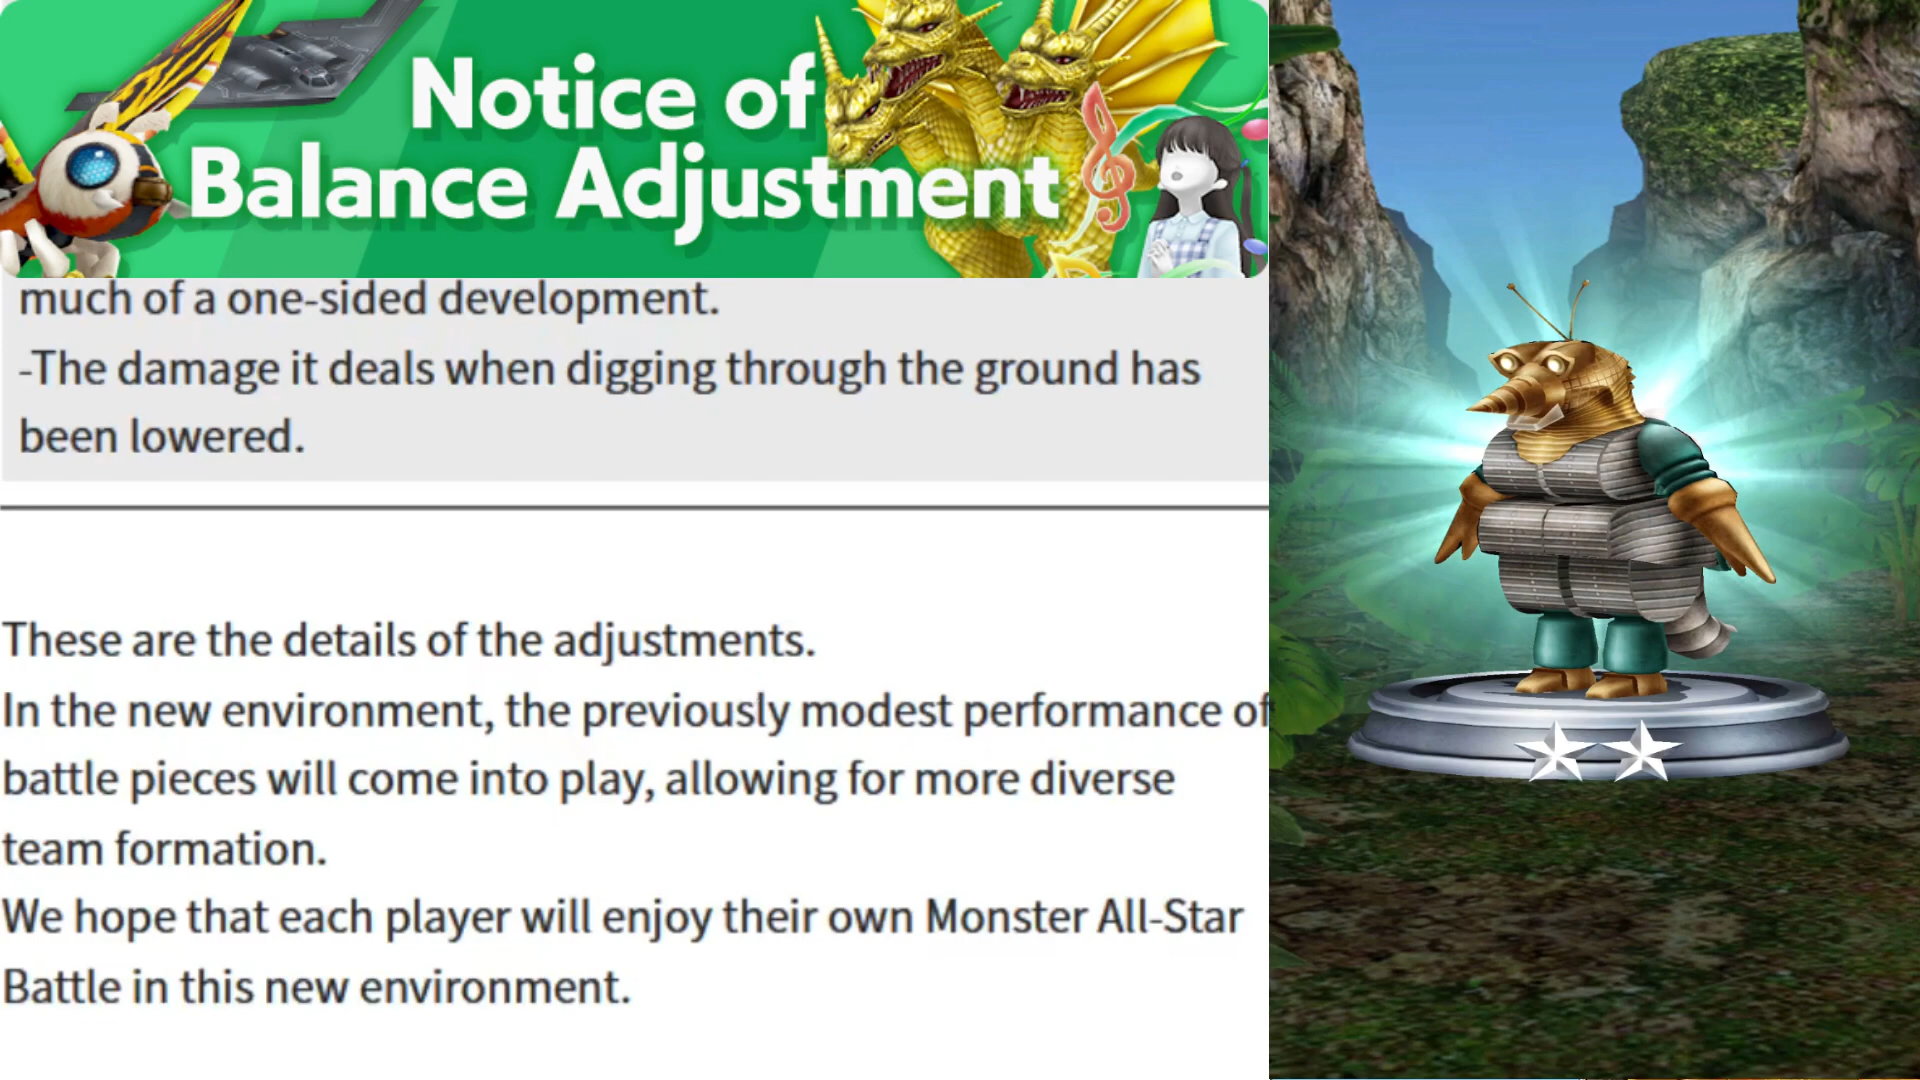 Notice of
Balance Adjustment
much of a one-sided development.
-The damage it deals when digging through the ground has
been lowered.
These are the details of the adjustments.
In the new environment, the previously modest performance of
battle pieces will come into play, allowing for more diverse
team formation.
We hope that each player will enjoy their own Monster All-Star
Battle in this new environment.